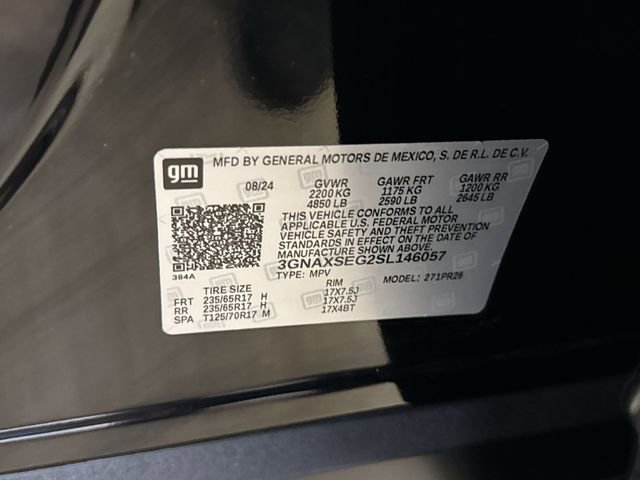 gm MFD BY GENERAL MOTORS DE MEXICO, S. DE R.L. DE C.V.
08/24 GVWR GAWR FRT GAWR RR
2200 KG 1175 KG 1200 KG
4850 LB 2590 LB 2645 LB
THIS VEHICLE CONFORMS TO ALL
APPLICABLE U.S. FEDERAL MOTOR
VEHICLE SAFETY AND THEFT PREVENTION
STANDARDS IN EFFECT ON THE DATE OF
MANUFACTURE SHOWN ABOVE.
384A 3GNAXSEG2SL146057
TYPE: MPV MODEL: 271PR26
TIRE SIZE RIM
FRT 235/65R17 H 17X7.5J
RR 235/65R17 H 17X7.5J
SPA T125/70R17 M 17X4BT